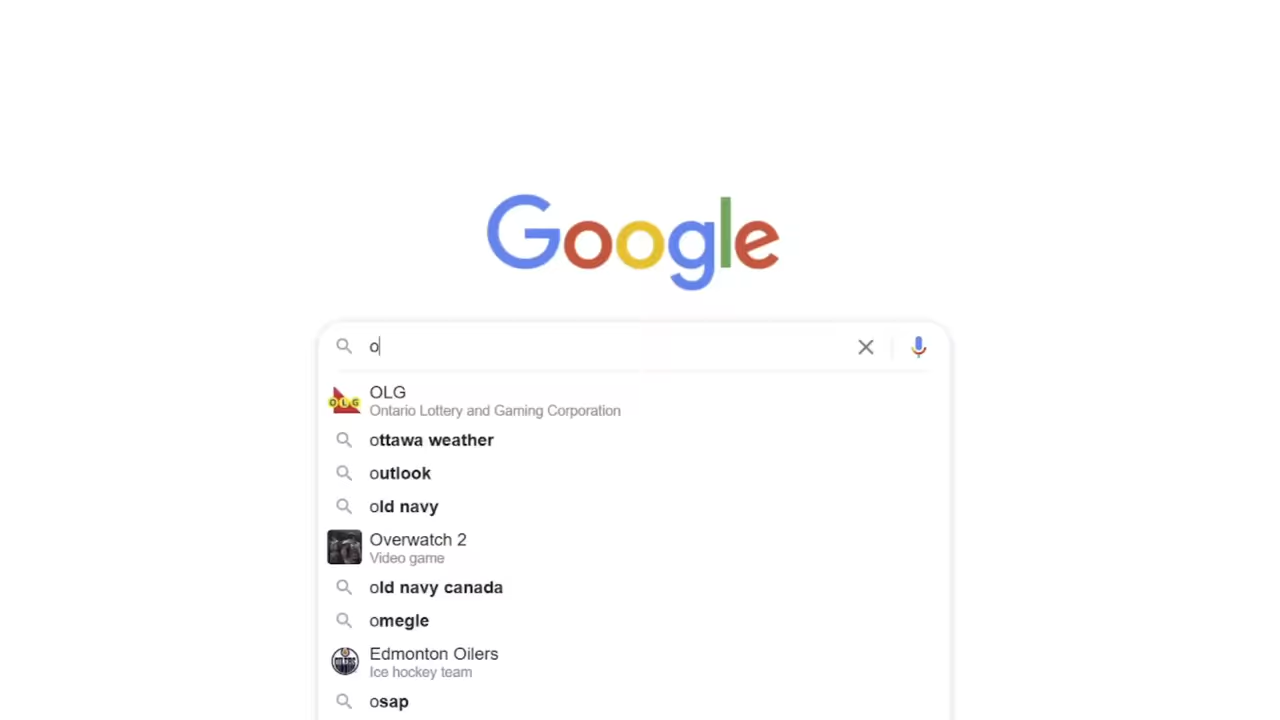 Google
o
OLG
Ontario Lottery and Gaming Corporation
ottawa weather
outlook
old navy
Overwatch 2
Video game
old navy canada
omegle
Edmonton Oilers
Ice hockey team
osap